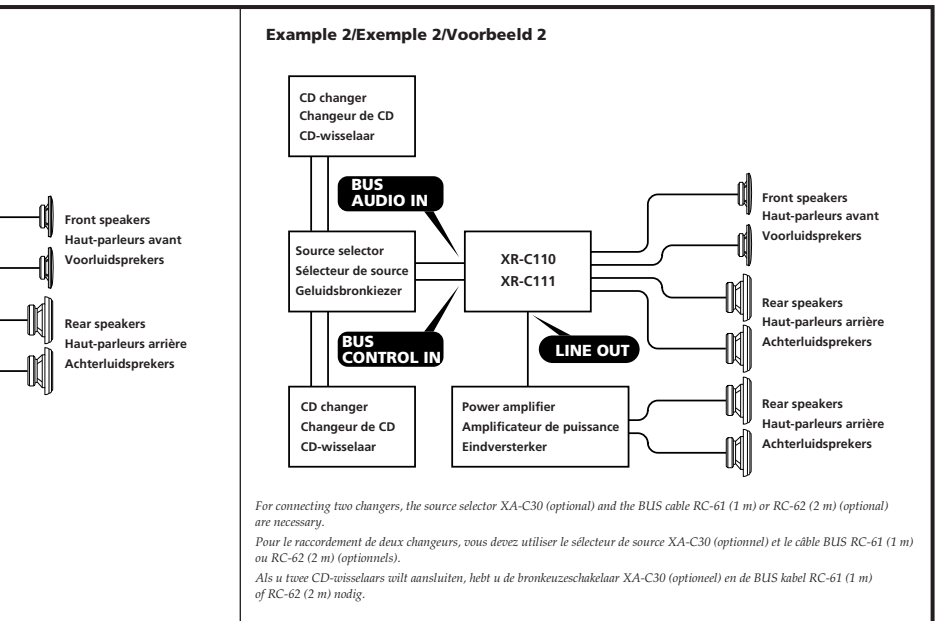 Front speakers
Haut-parleurs avant
Voorluidsprekers
Rear speakers
Haut-parleurs arrière
Achterluidsprekers
Example 2/Exemple 2/Voorbeeld 2
CD changer
Changeur de CD
CD-wisselaar
BUS
AUDIO IN
Source selector
Sélecteur de source
Geluidsbronkiezer
XR-C110
XR-C111
Front speakers
Haut-parleurs avant
Voorluidsprekers
Rear speakers
Haut-parleurs arrière
Achterluidsprekers
BUS
CONTROL IN
LINE OUT
CD changer
Changeur de CD
CD-wisselaar
Power amplifier
Amplificateur de puissance
Eindversterker
Rear speakers
Haut-parleurs arrière
Achterluidsprekers
For connecting two changers, the source selector XA-C30 (optional) and the BUS cable RC-61 (1 m) or RC-62 (2 m) (optional)
are necessary.
Pour le raccordement de deux changeurs, vous devez utiliser le sélecteur de source XA-C30 (optionnel) et le câble BUS RC-61 (1 m)
ou RC-62 (2 m) (optionnels).
Als u twee CD-wisselaars wilt aansluiten, hebt u de bronkeuzeschakelaar XA-C30 (optioneel) en de BUS kabel RC-61 (1 m)
of RC-62 (2 m) nodig.